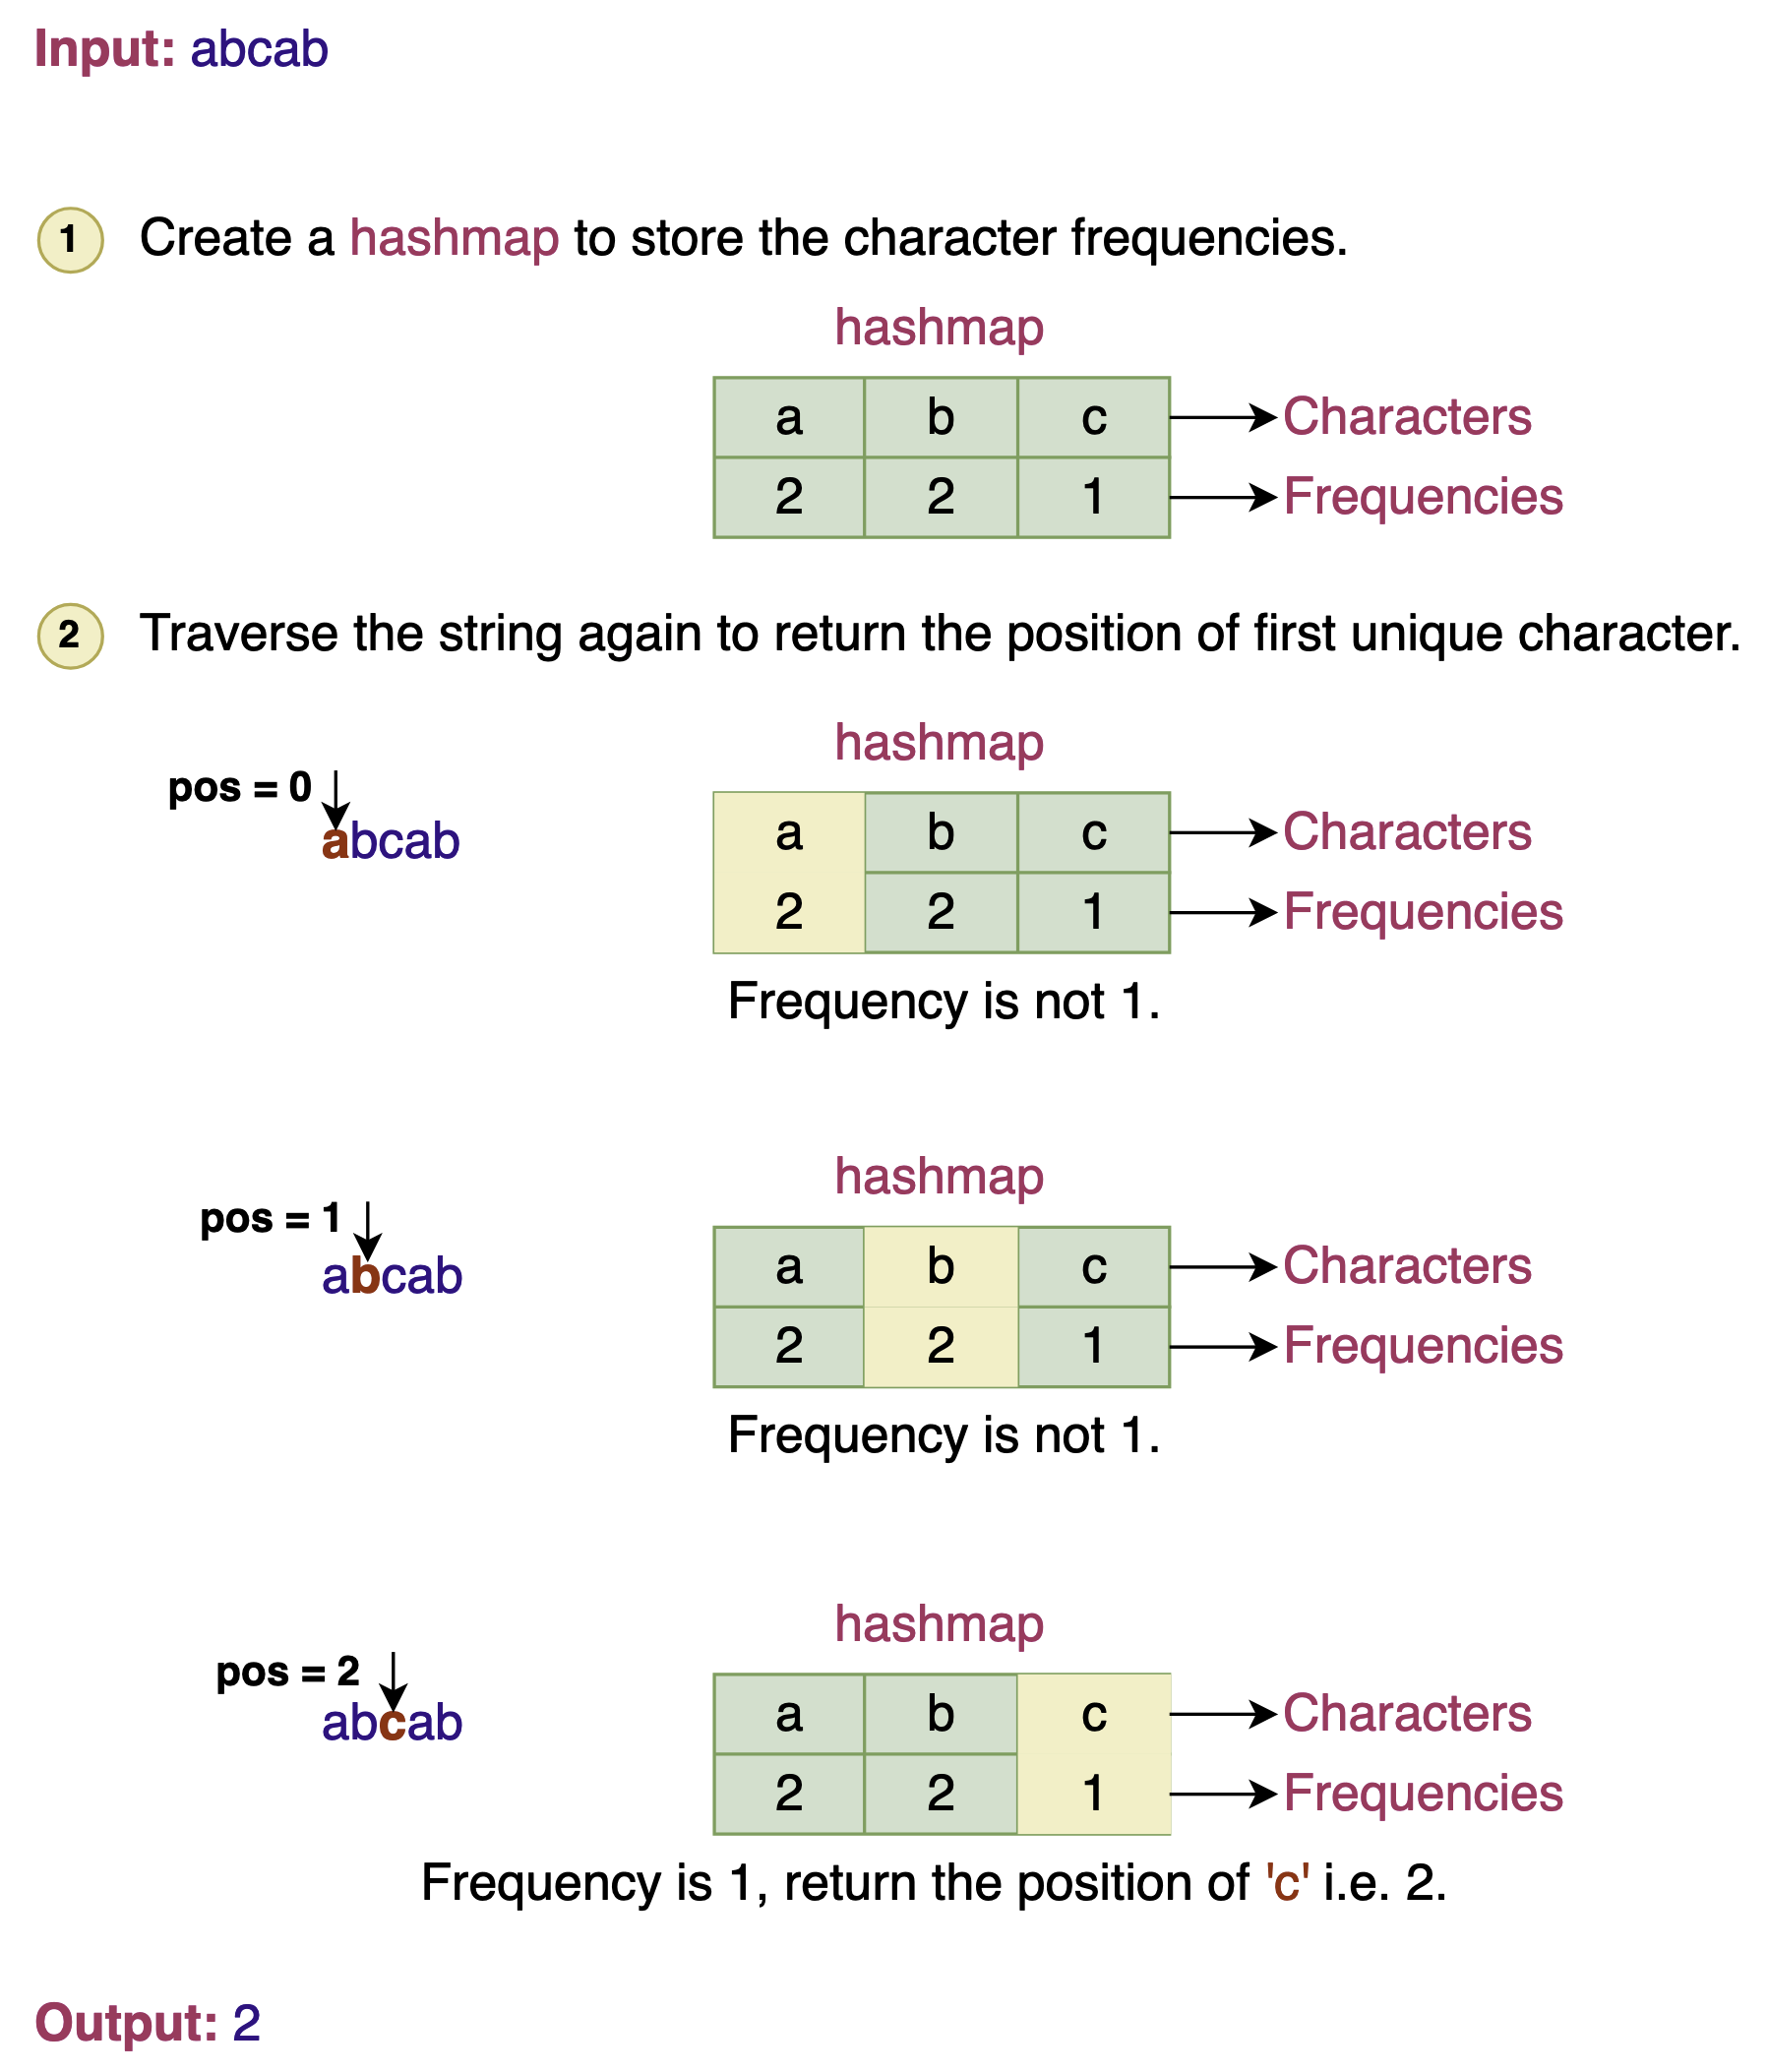 Input: abcab
1 Create a hashmap to store the character frequencies.
hashmap
a b c Characters
2 2 1 Frequencies
2 Traverse the string again to return the position of first unique character.
hashmap
pos = 0
abcab
a b c Characters
2 2 1 Frequencies
Frequency is not 1.
hashmap
pos = 1
abcab
a b c Characters
2 2 1 Frequencies
Frequency is not 1.
hashmap
pos = 2
abcab
a b c Characters
2 2 1 Frequencies
Frequency is 1, return the position of 'c' i.e. 2.
Output: 2